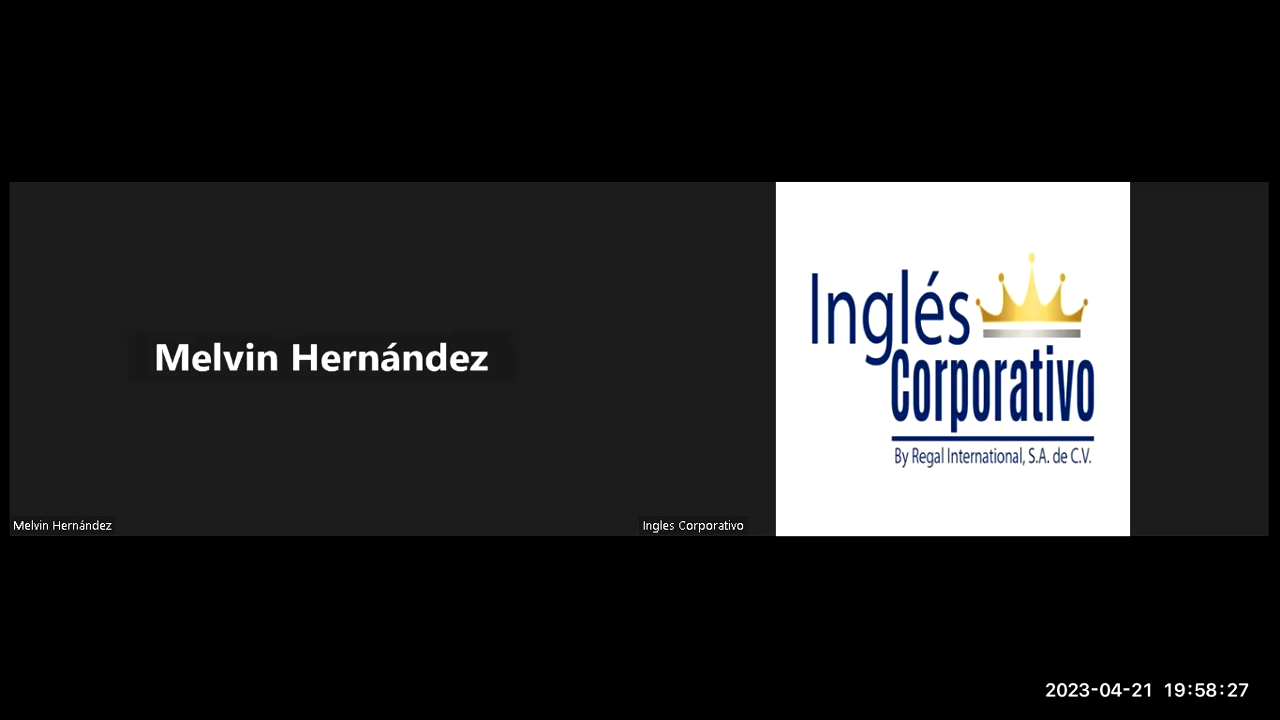 Melvin Hernández
Inglés
Corporativo
By Regal International, S.A. de C.V.
Melvin Hernández
Ingles Corporativo
2023-04-21 19:58:27